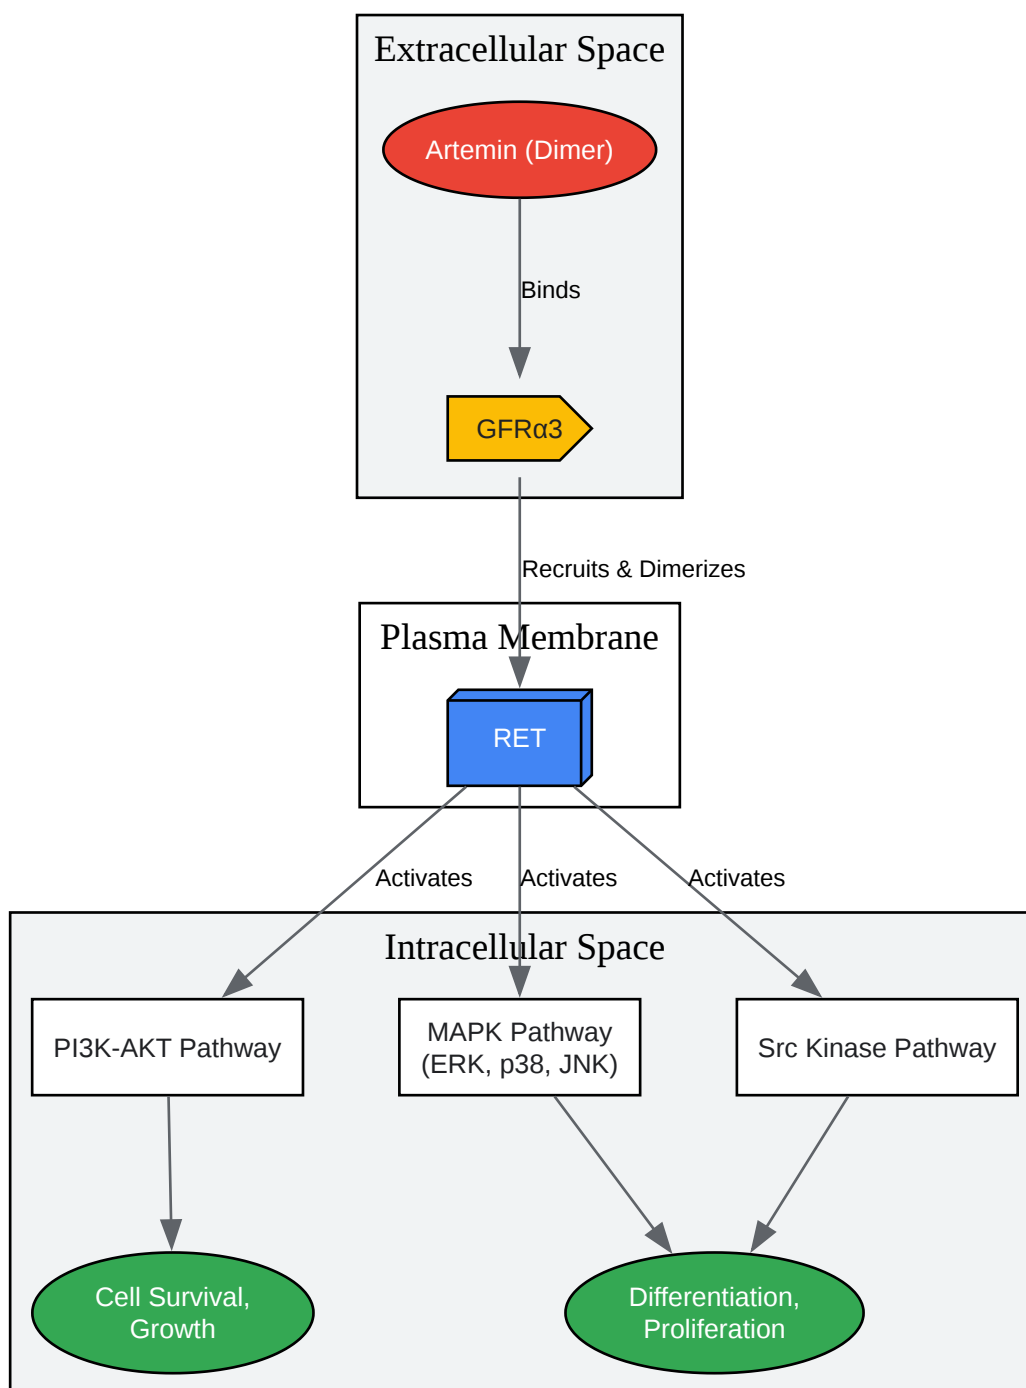 Extracellular Space
Artemin (Dimer)
Binds
GFRα3
Recruits & Dimerizes
Plasma Membrane
RET
Activates
Activates
Activates
Intracellular Space
PI3K-AKT Pathway
MAPK Pathway
(ERK, p38, JNK)
Src Kinase Pathway
Cell Survival,
Growth
Differentiation,
Proliferation